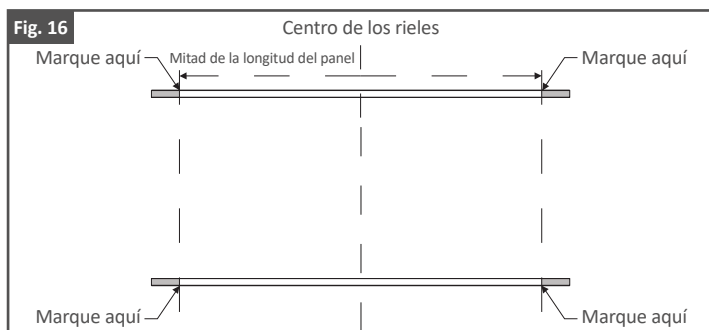 Fig. 16
Centro de los rieles
Marque aquí
Mitad de la longitud del panel
Marque aquí
Marque aquí
Marque aquí